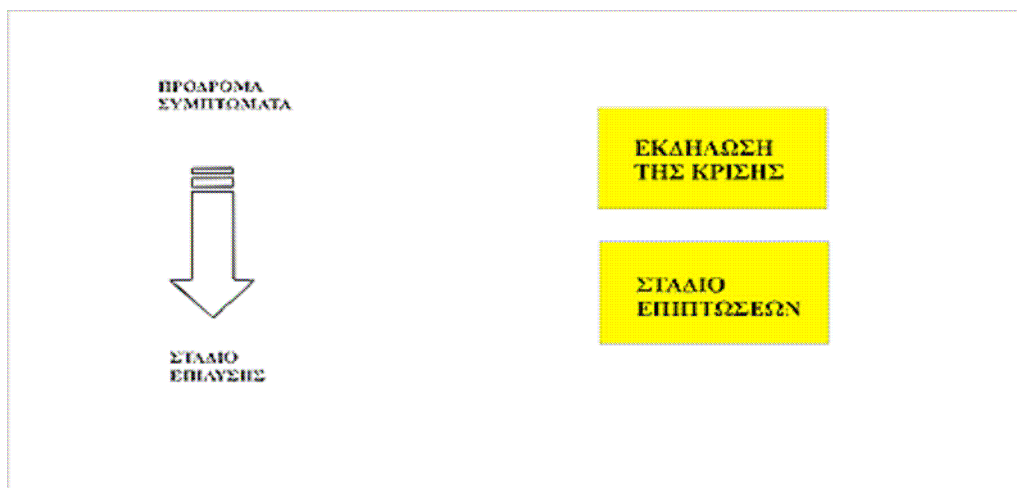 ΠΡΟΔΡΟΜΑ
ΣΥΜΠΤΩΜΑΤΑ
ΣΤΑΔΙΟ
ΕΠΙΛΥΣΗΣ
ΕΚΔΗΛΩΣΗ
ΤΗΣ ΚΡΙΣΗΣ
ΣΤΑΔΙΟ
ΕΠΙΠΤΩΣΕΩΝ